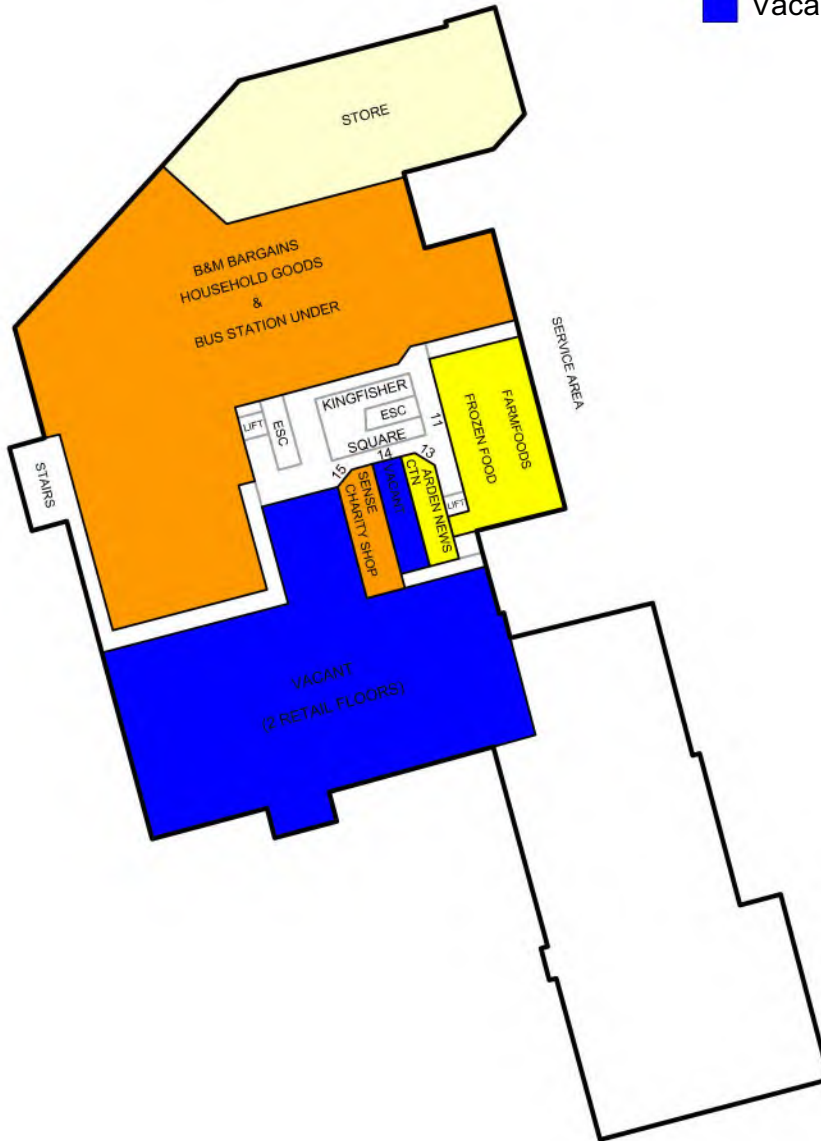 Vaca
STORE
B&M BARGAINS
HOUSEHOLD GOODS
&
BUS STATION UNDER
SERVICE AREA
KINGFISHER
ESC
SQUARE
LIFT
ESC
11
FARMFOODS
FROZEN FOOD
STAIRS
15
14
13
SENSE
CHARITY SHOP
VACANT
CTN
ARDEN NEWS
LIFT
VACANT
(2 RETAIL FLOORS)